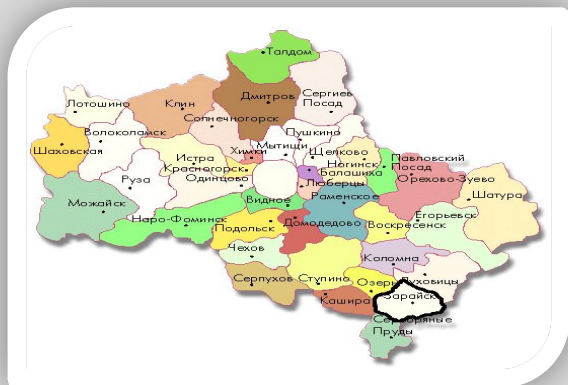 Талдом
Сергиев
Посад
Дмитров
Лотошино
Клин
Солнечногорск
Волоколамск
Пушкино
Шаховская
Химки
Мытищи
Щелково
Истра
Ногинск
Павловский
Посад
Красногорск
Балашиха
Руза
Одинцово
Люберцы
Орехово-Зуево
Шатура
Видное
Раменское
Можайск
Наро-Фоминск
Подольск
Домодедово
Воскресенск
Егорьевск
Чехов
Коломна
Серпухов
Ступино
Озеры
Луховицы
Кашира
Зарайск
Серебряные
Пруды